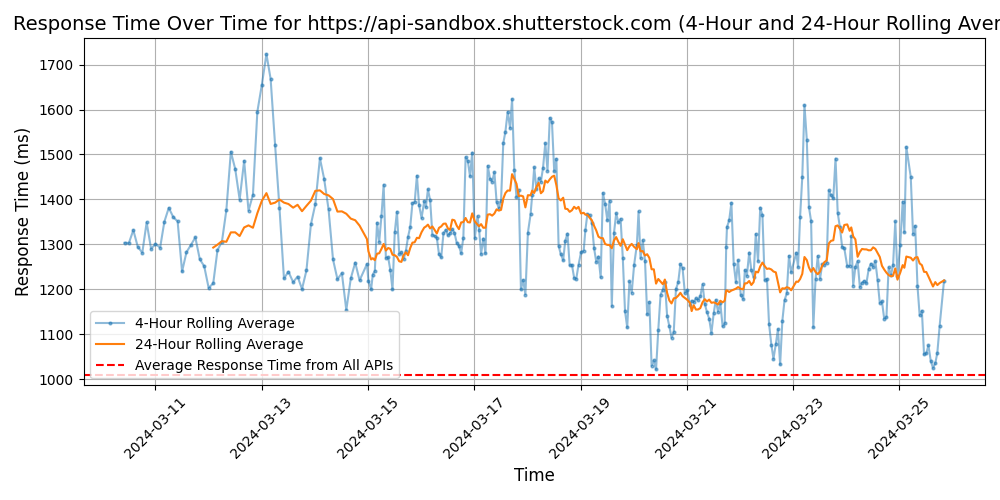 Response Time Over Time for https://api-sandbox.shutterstock.com (4-Hour and 24-Hour Rolling Aver
Response Time (ms)
1700
1600
1500
1400
1300
1200
1100
1000
4-Hour Rolling Average
24-Hour Rolling Average
Average Response Time from All APIs
2024-03-11
2024-03-13
2024-03-15
2024-03-17
2024-03-19
2024-03-21
2024-03-23
2024-03-25
Time